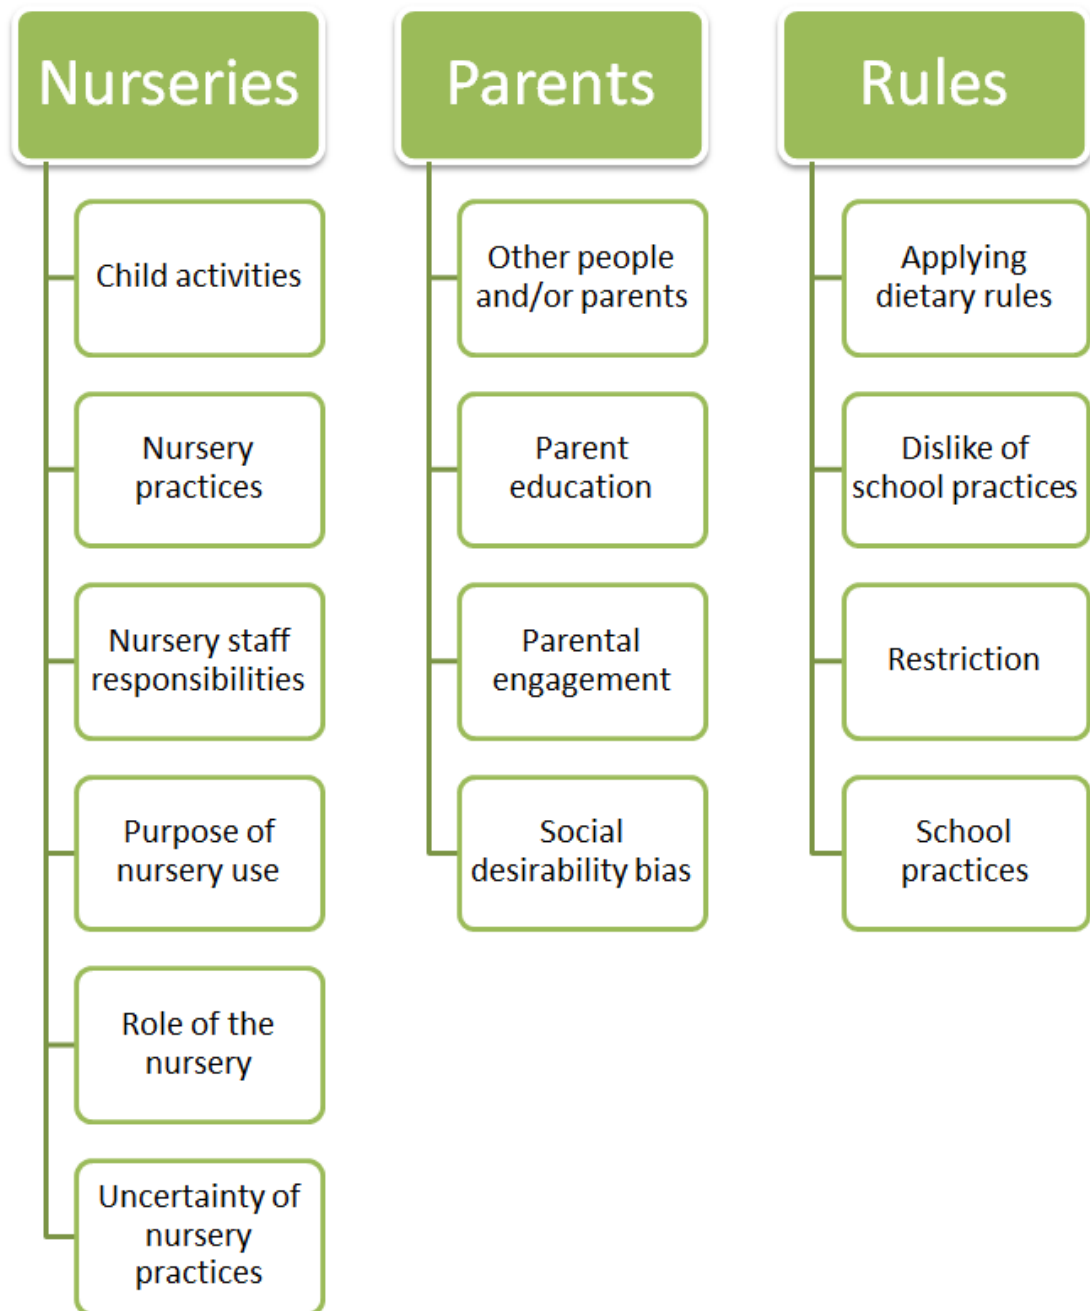 Nurseries
Child activities
Nursery
practices
Nursery staff
responsibilities
Purpose of
nursery use
Role of the
nursery
Uncertainty of
nursery
practices
Parents
Other people
and/or parents
Parent
education
Parental
engagement
Social
desirability bias
Rules
Applying
dietary rules
Dislike of
school practices
Restriction
School
practices